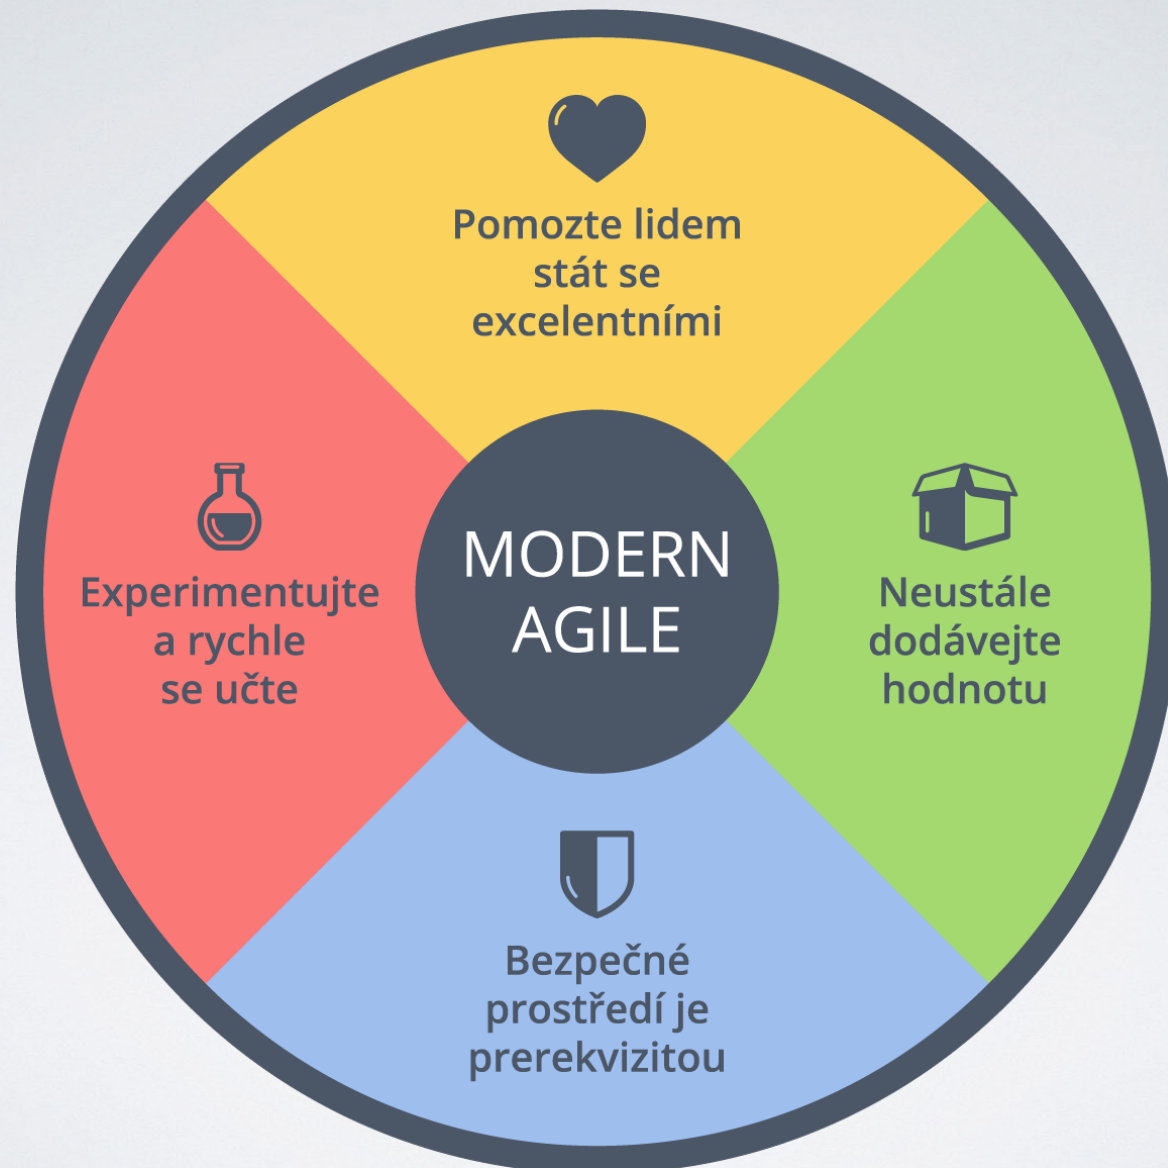 Pomozte lidem
stát se
excelentními
Experimentujte
a rychle
se učte
MODERN
AGILE
Neustále
dodávejte
hodnotu
Bezpečné
prostředí je
prerekvizitou